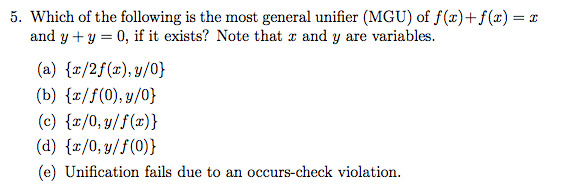 5. Which of the following is the most general unifier (MGU) of f(x)+f(x) = x
and y + y = 0, if it exists? Note that x and y are variables.
(a) {x/2f(x), y/0}
(b) {x/f(0), y/0}
(c) {x/0, y/f(x)}
(d) {x/0, y/f(0)}
(e) Unification fails due to an occurs-check violation.